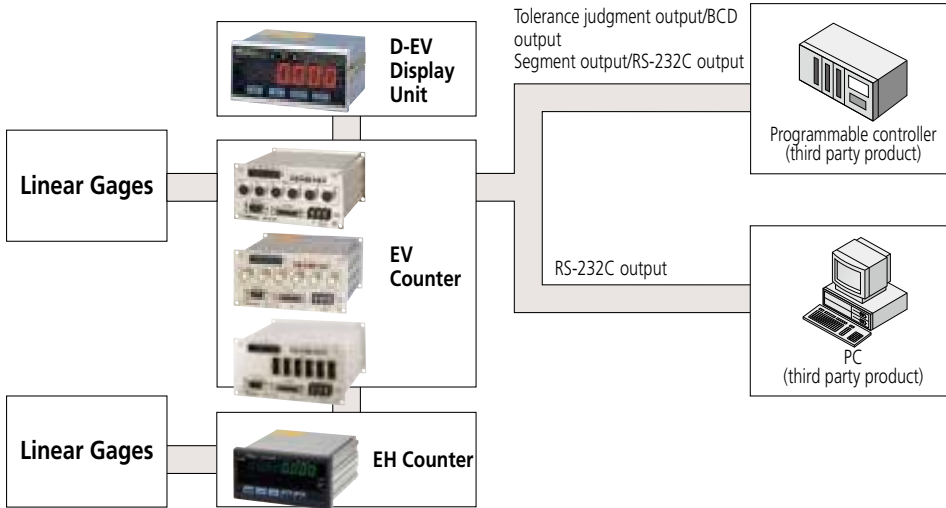 Tolerance judgment output/BCD
output
Segment output/RS-232C output
D-EV
Display
Unit
Programmable controller
(third party product)
Linear Gages
EV
Counter
RS-232C output
PC
(third party product)
Linear Gages
EH Counter